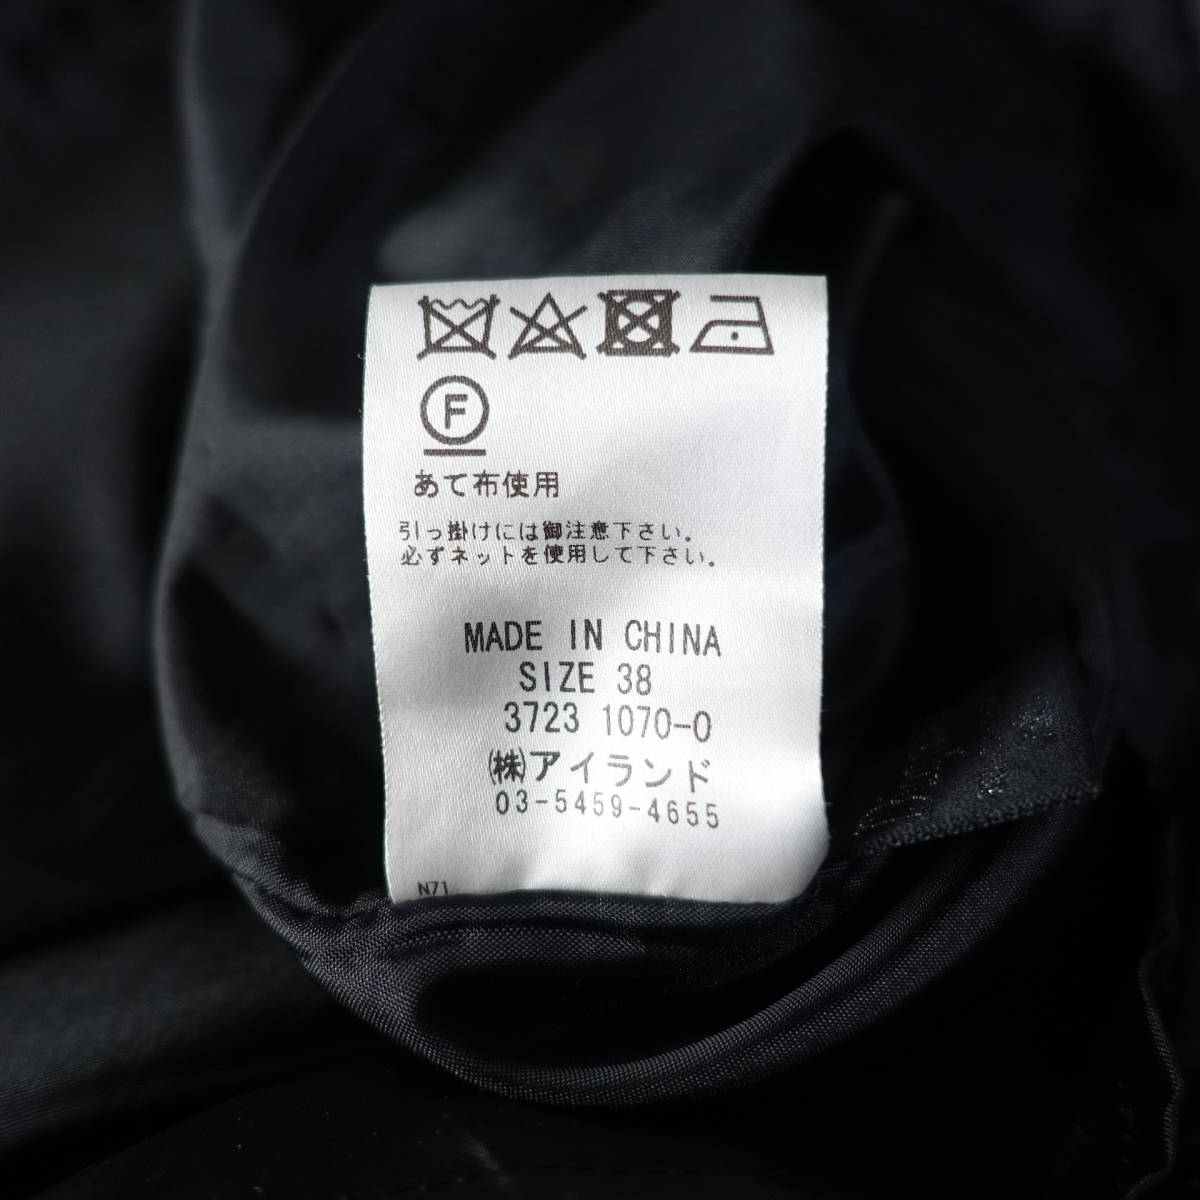 F
あて布使用
引っ掛けには御注意下さい。
必ずネットを使用して下さい。
MADE IN CHINA
SIZE 38
3723 1070-0
㈱アイランド
03-5459-4655
N71